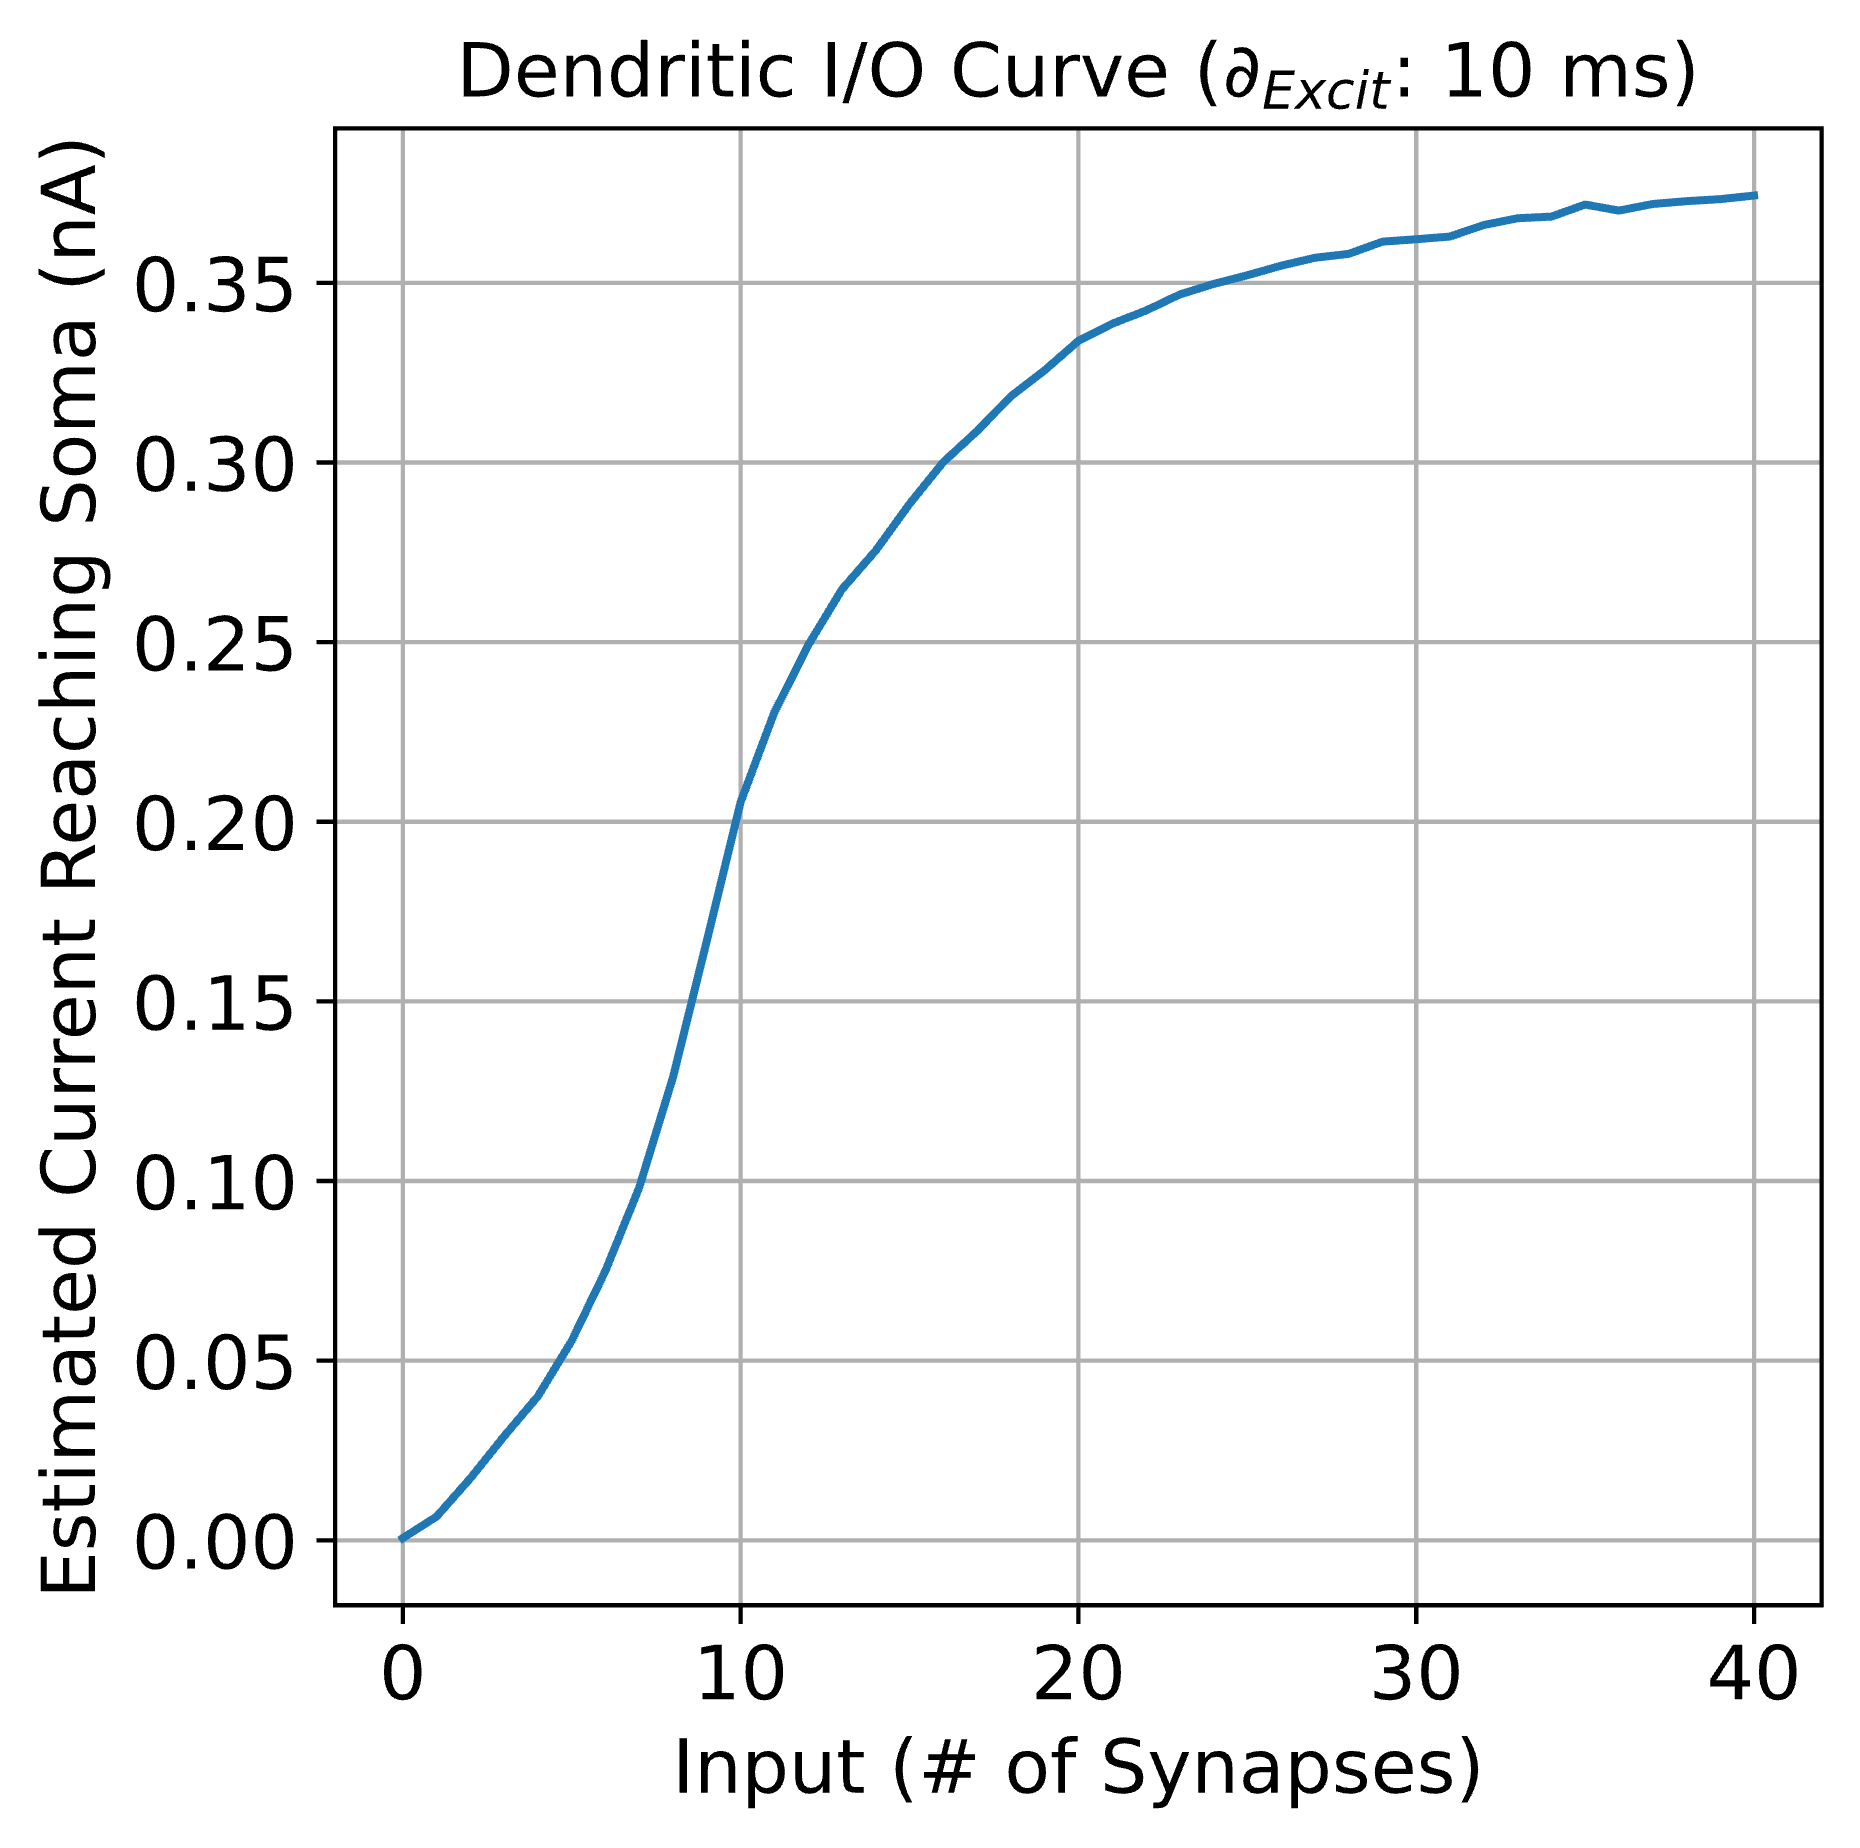 Dendritic I/O Curve (∂Excit: 10 ms)
Estimated Current Reaching Soma (nA)
0.35
0.30
0.25
0.20
0.15
0.10
0.05
0.00
0 10 20 30 40
Input (# of Synapses)